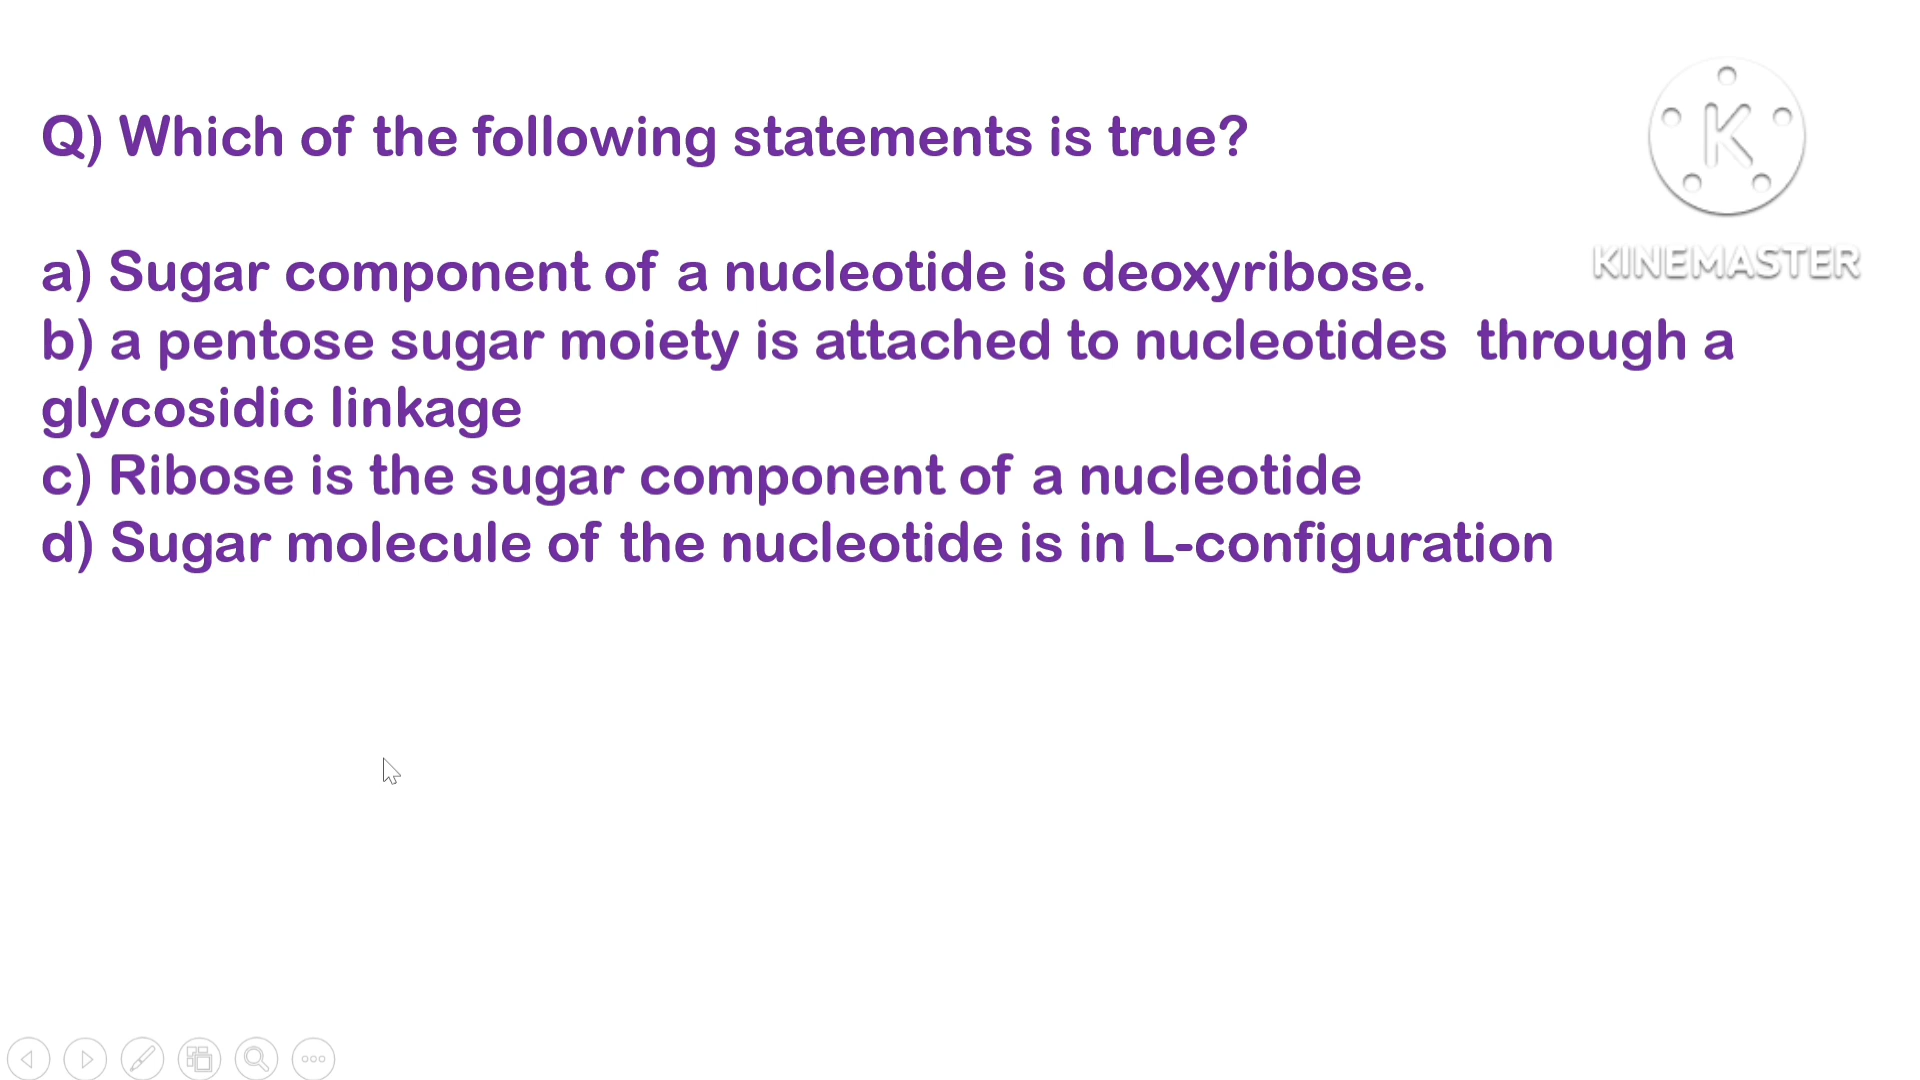 Q) Which of the following statements is true?
KINEMASTER
a) Sugar component of a nucleotide is deoxyribose.
b) a pentose sugar moiety is attached to nucleotides through a
glycosidic linkage
c) Ribose is the sugar component of a nucleotide
d) Sugar molecule of the nucleotide is in L-configuration